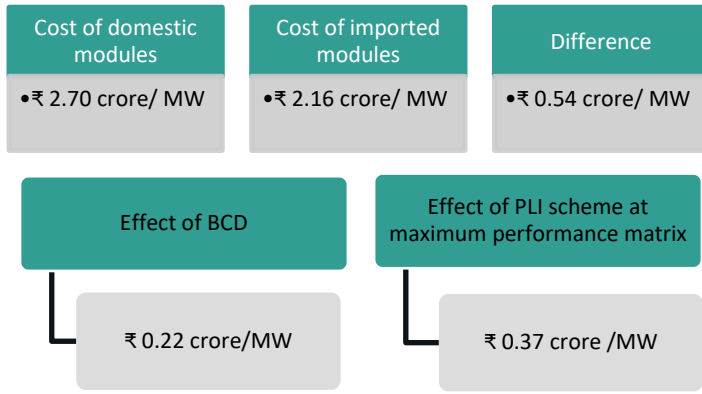 Cost of domestic
modules
•₹ 2.70 crore/ MW
Cost of imported
modules
•₹ 2.16 crore/ MW
Difference
•₹ 0.54 crore/ MW
Effect of BCD
₹ 0.22 crore/MW
Effect of PLI scheme at
maximum performance matrix
₹ 0.37 crore /MW